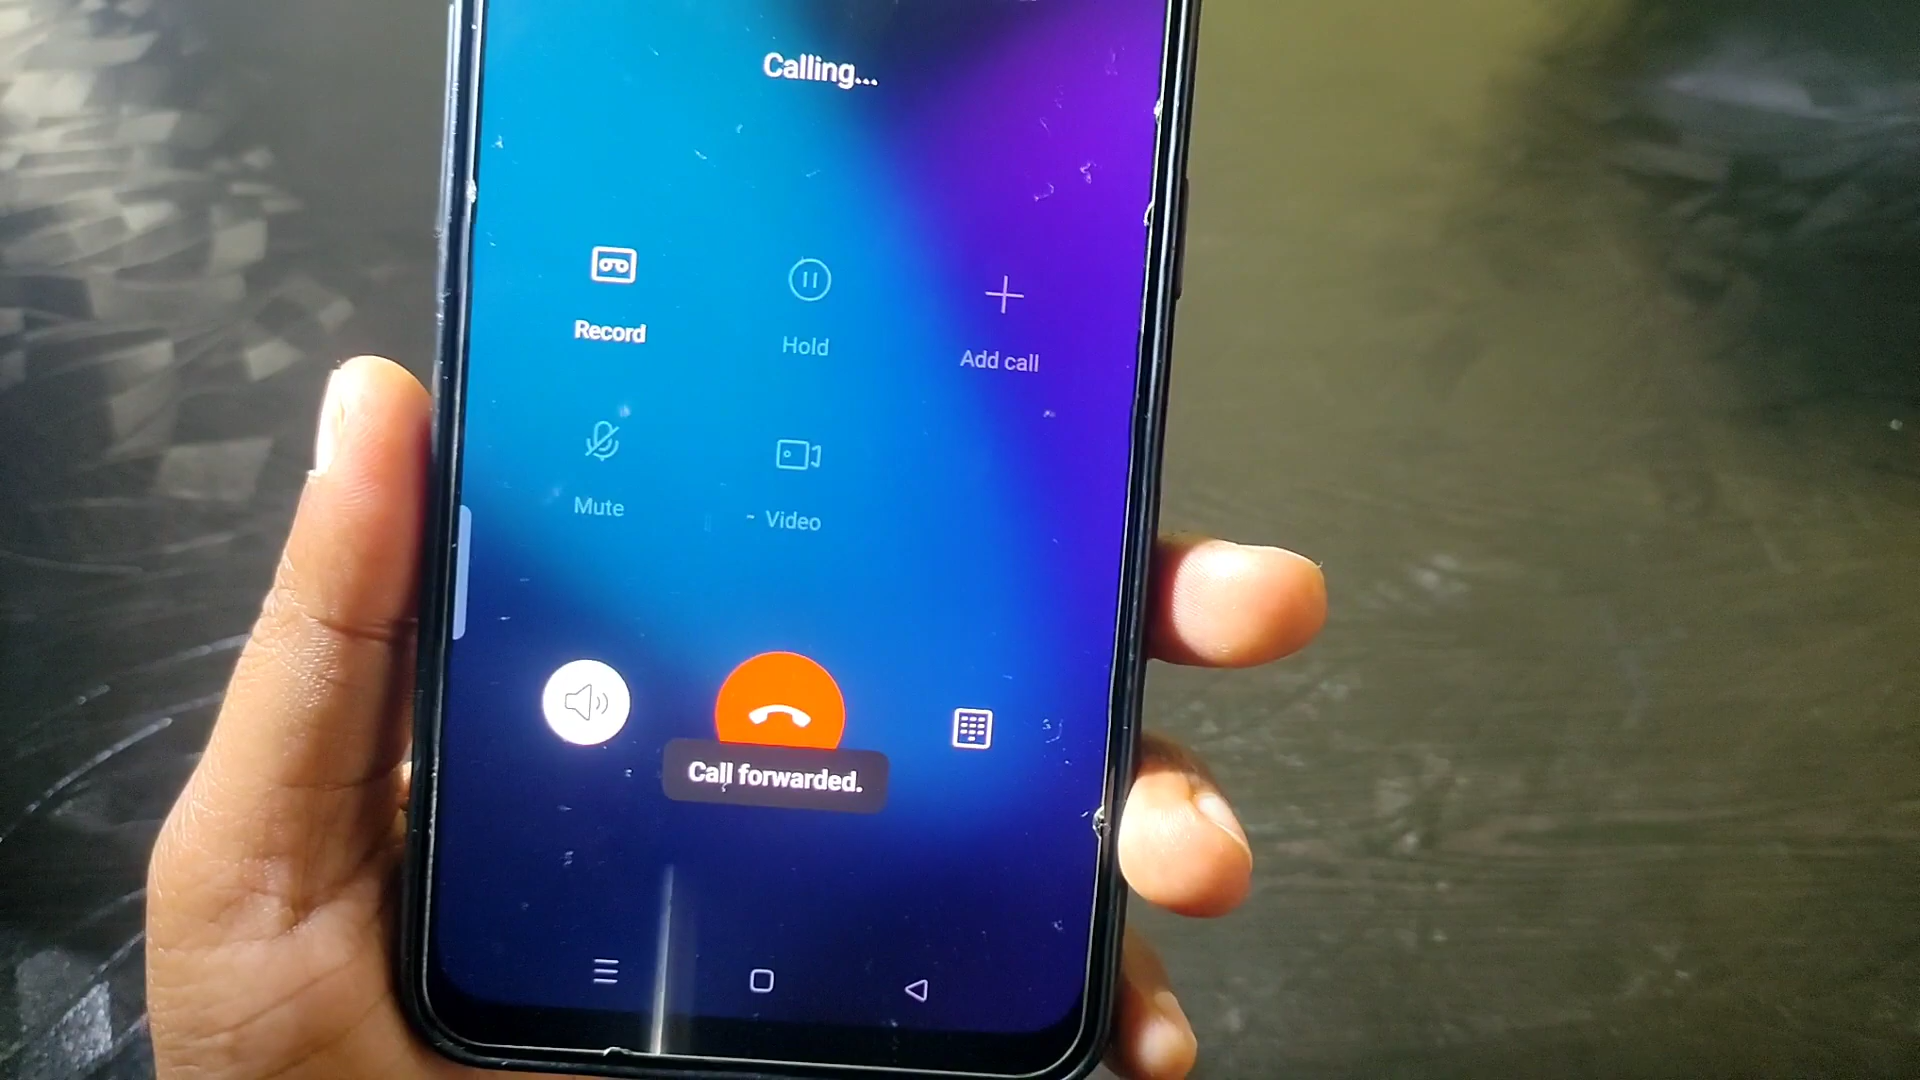 Calling...
Record
Hold
Add call
Mute
Video
Call forwarded.